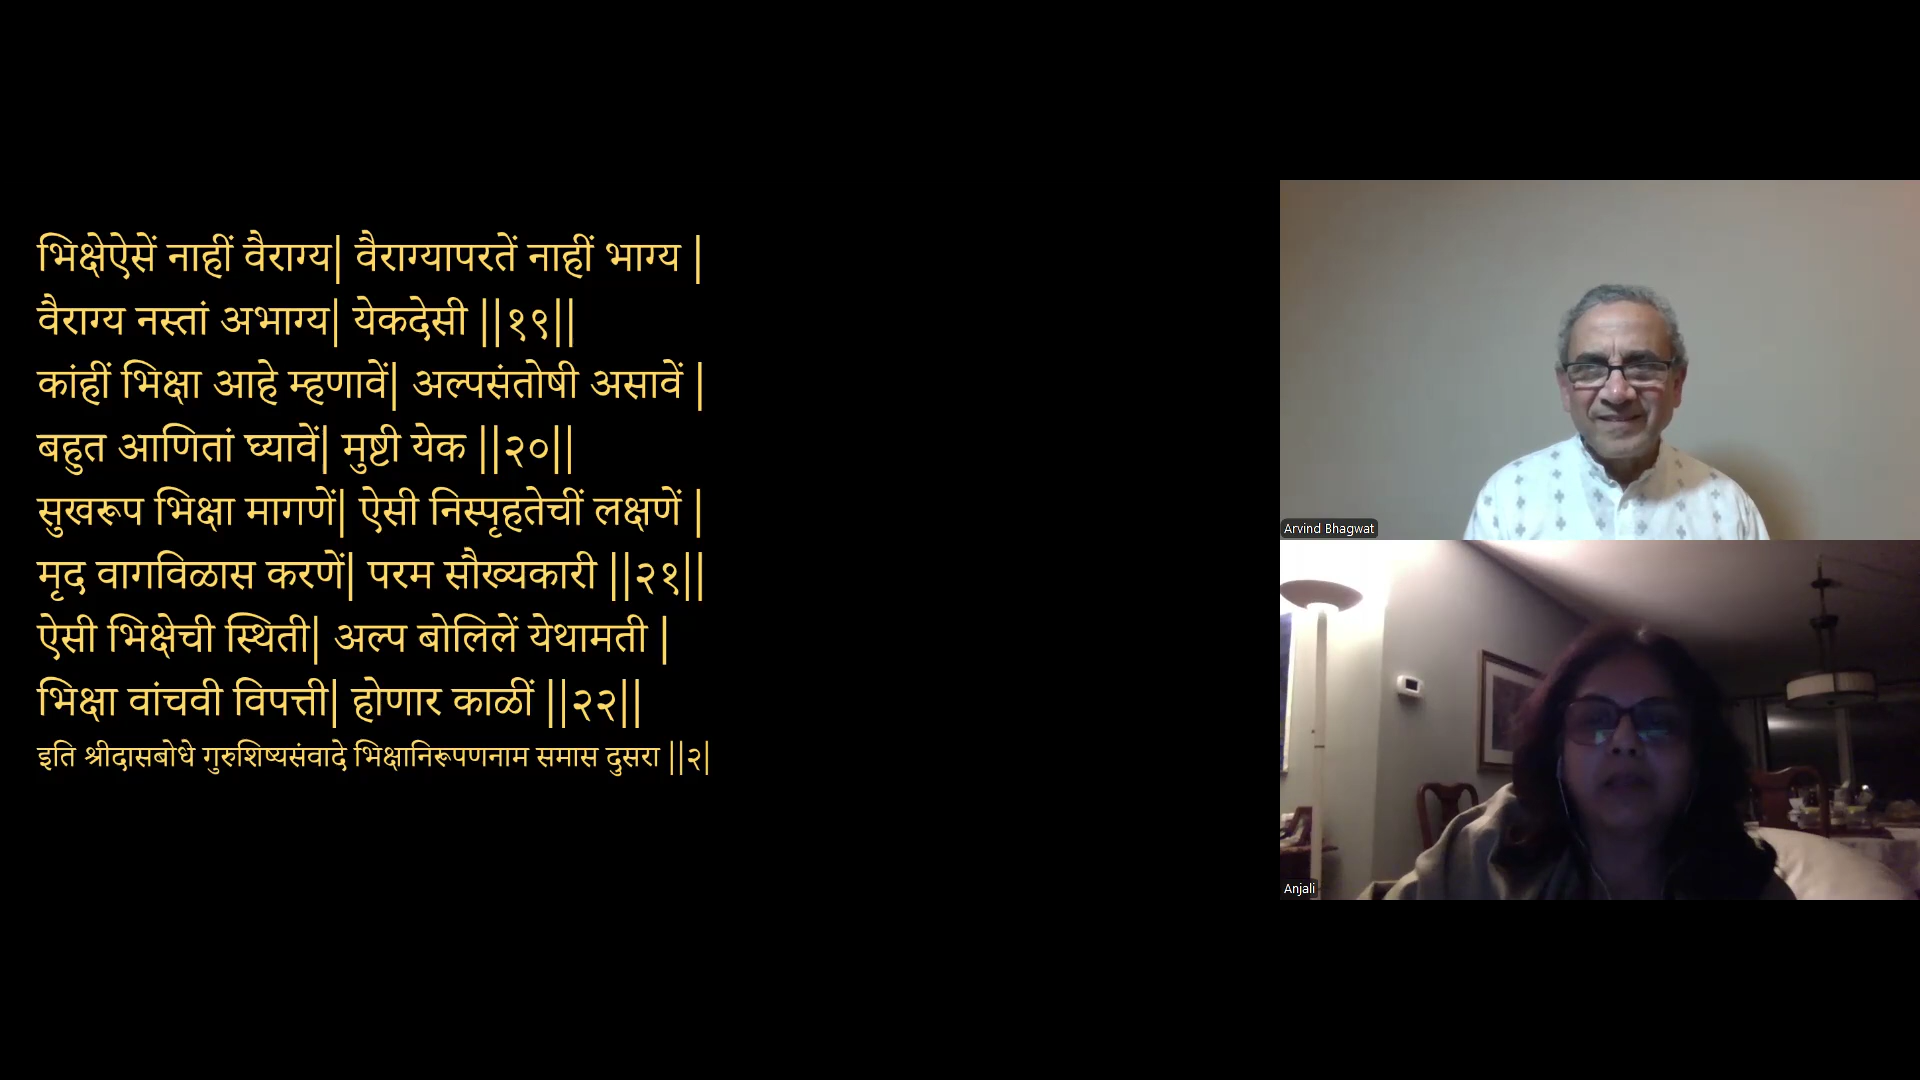 भिक्षेऐसें नाहीं वैराग्य| वैराग्यापरतें नाहीं भाग्य |
वैराग्य नस्तां अभाग्य| येकदेसी ||१९||
कांहीं भिक्षा आहे म्हणावें| अल्पसंतोषी असावें |
बहुत आणितां घ्यावें| मुष्टी येक ||२०||
सुखरूप भिक्षा मागणें| ऐसी निस्पृहतेचीं लक्षणें |
मृद वागविळास करणें| परम सौख्यकारी ||२१||
ऐसी भिक्षेची स्थिती| अल्प बोलिलें येथामती |
भिक्षा वांचवी विपत्ती| होणार काळीं ||२२||
इति श्रीदासबोधे गुरुशिष्यसंवादे भिक्षानिरूपणनाम समास दुसरा ||२|
Arvind Bhagwat
Anjali